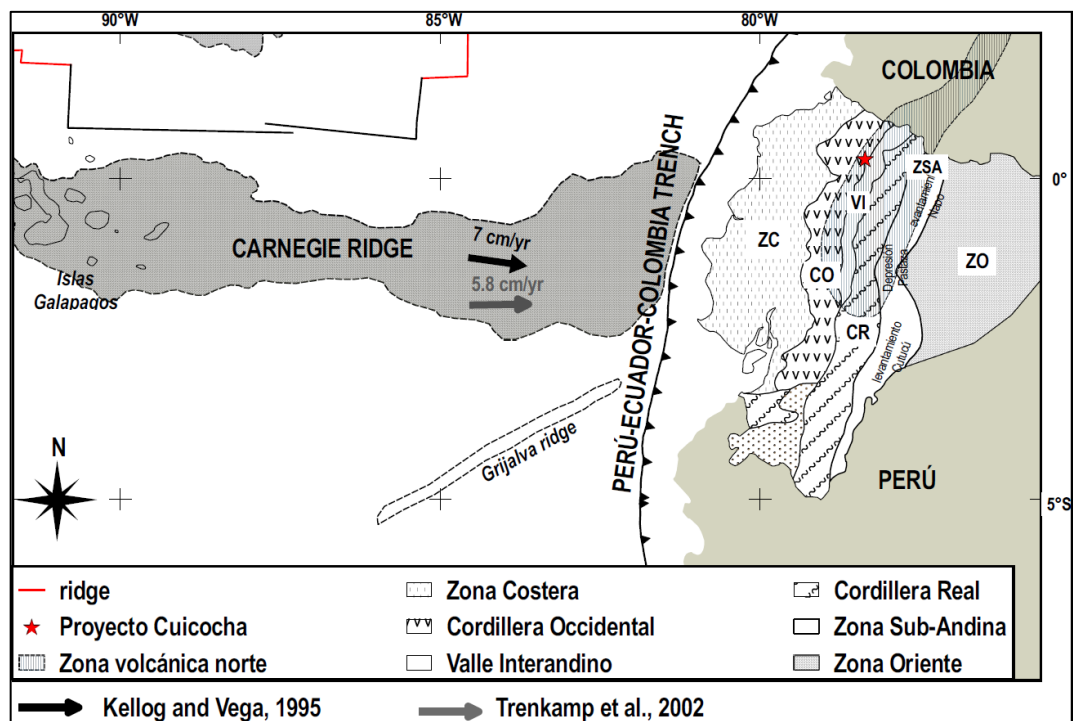 90°W
85°W
80°W
COLOMBIA
0°
ZSA
levantamiento
Napo
VI
ZC
ZO
CARNEGIE RIDGE
7 cm/yr
5.8 cm/yr
Islas
Galapagos
CO
Depresión
Pastaza
CR
levantamiento
Cutucú
PERÚ-ECUADOR-COLOMBIA TRENCH
Grijalva ridge
N
PERÚ
5°S
ridge
Zona Costera
Cordillera Real
Proyecto Cuicocha
Cordillera Occidental
Zona Sub-Andina
Zona volcánica norte
Valle Interandino
Zona Oriente
Kellog and Vega, 1995
Trenkamp et al., 2002